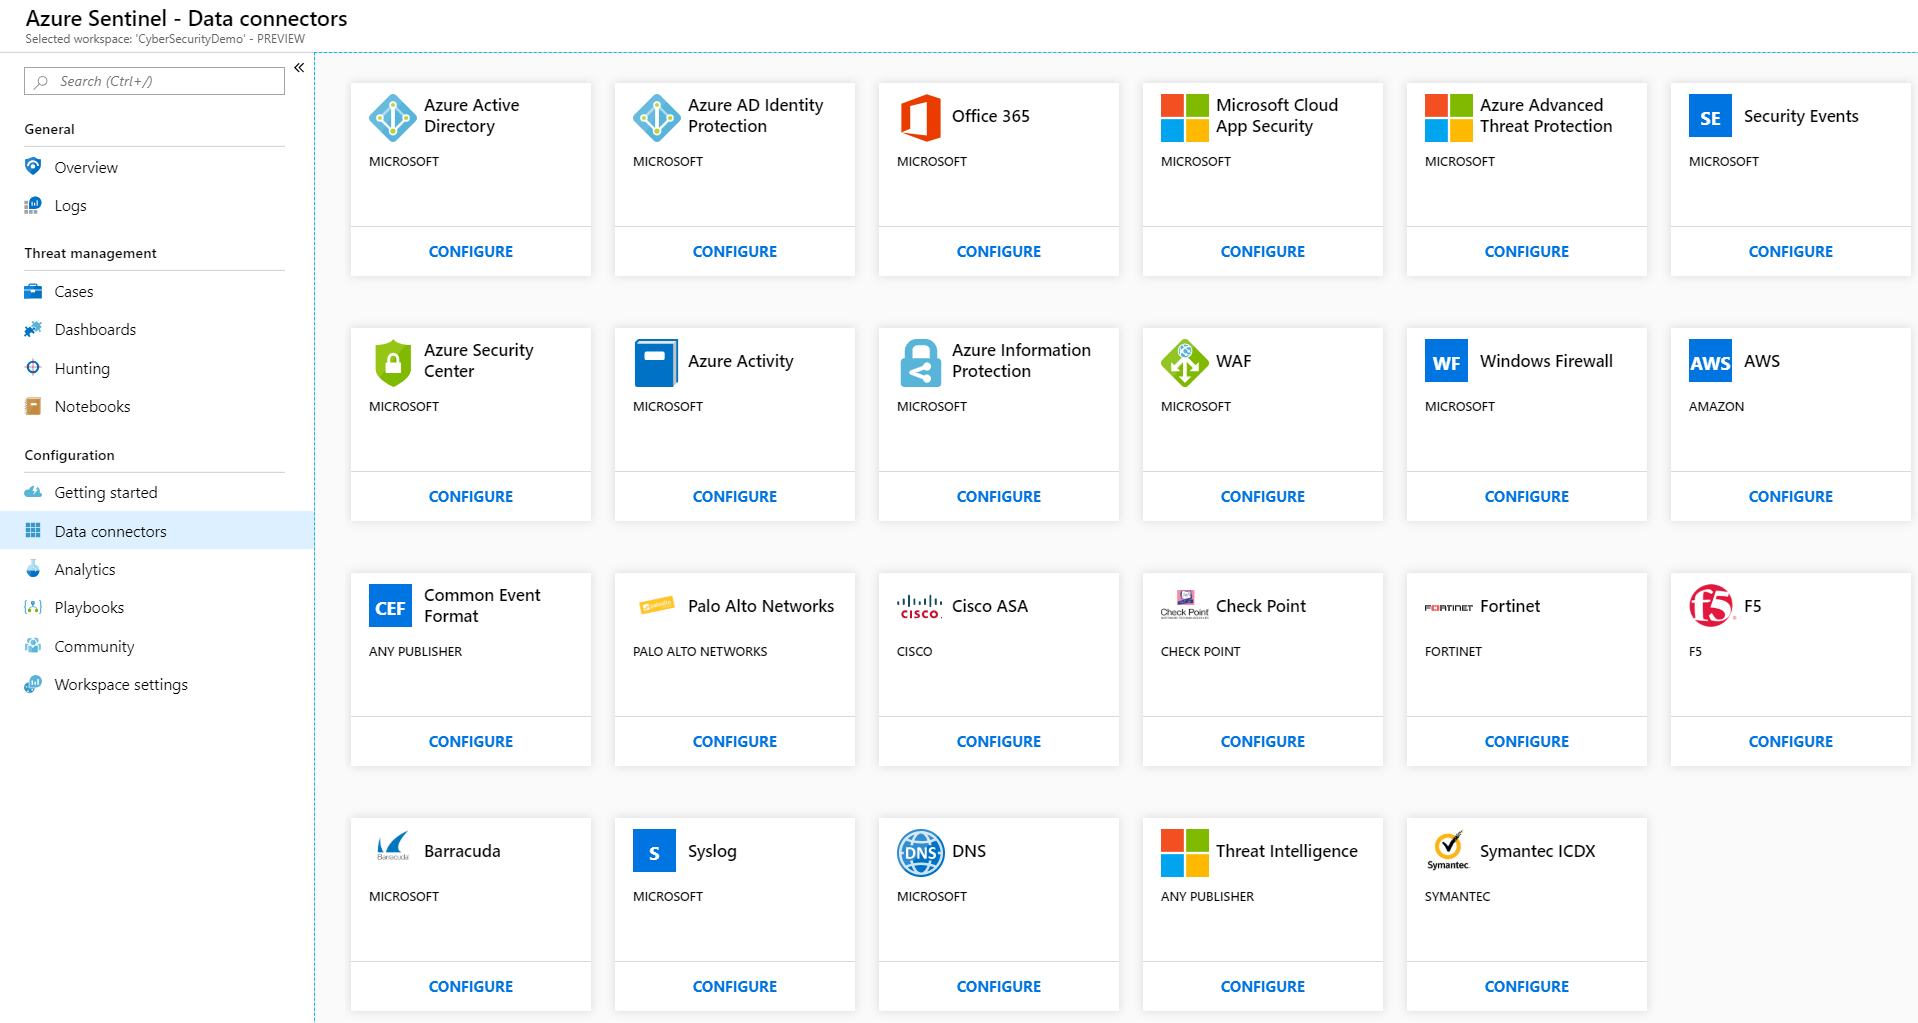 Azure Sentinel - Data connectors
Selected workspace: 'CyberSecurityDemo' - PREVIEW
Search (Ctrl+/)
«
General
Overview
Logs
Threat management
Cases
Dashboards
Hunting
Notebooks
Configuration
Getting started
Data connectors
Analytics
Playbooks
Community
Workspace settings
Azure Active
Directory
MICROSOFT
CONFIGURE
Azure AD Identity
Protection
MICROSOFT
CONFIGURE
Office 365
MICROSOFT
CONFIGURE
Microsoft Cloud
App Security
MICROSOFT
CONFIGURE
Azure Advanced
Threat Protection
MICROSOFT
CONFIGURE
SE
Security Events
MICROSOFT
CONFIGURE
Azure Security
Center
MICROSOFT
CONFIGURE
Azure Activity
MICROSOFT
CONFIGURE
Azure Information
Protection
MICROSOFT
CONFIGURE
WAF
MICROSOFT
CONFIGURE
WF
Windows Firewall
MICROSOFT
CONFIGURE
AWS
AWS
AMAZON
CONFIGURE
CEF
Common Event
Format
ANY PUBLISHER
CONFIGURE
paloalto
Palo Alto Networks
PALO ALTO NETWORKS
CONFIGURE
CISCO
Cisco ASA
CISCO
CONFIGURE
Check Point
Check Point
CHECK POINT
CONFIGURE
FORTINET
Fortinet
FORTINET
CONFIGURE
f5
F5
F5
CONFIGURE
Barracuda
Barracuda
MICROSOFT
CONFIGURE
S
Syslog
MICROSOFT
CONFIGURE
DNS
DNS
MICROSOFT
CONFIGURE
Threat Intelligence
ANY PUBLISHER
CONFIGURE
Symantec
Symantec ICDX
SYMANTEC
CONFIGURE